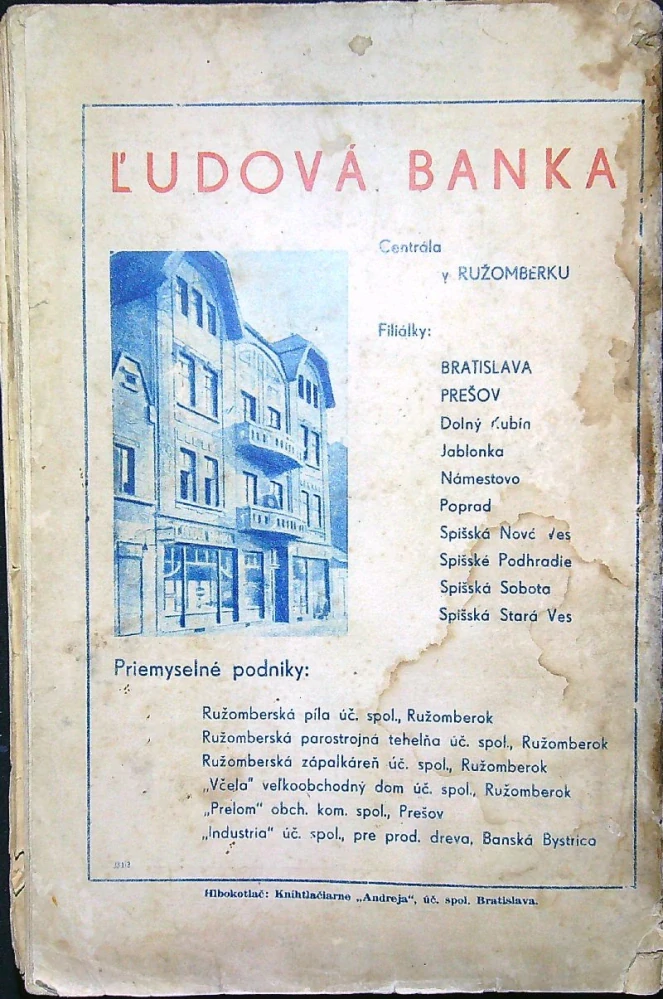 ĽUDOVÁ BANKA
Centrála
v RUŽOMBERKU
Filiálky:
BRATISLAVA
PREŠOV
Dolný Kubín
Jablonka
Námestovo
Poprad
Spišská Nová Ves
Spišské Podhradie
Spišská Sobota
Spišská Stará Ves
Priemyselné podniky:
Ružomberská píla úč. spol., Ružomberok
Ružomberská parostrojná tehelňa úč. spol., Ružomberok
Ružomberská zápalkáreň úč. spol., Ružomberok
„Včela" veľkoobchodný dom úč. spol., Ružomberok
„Prelom" obch. kom. spol., Prešov
„Industria" úč. spol., pre prod. dreva, Banská Bystrica
Hlbokotlač: Knihtlačiarne „Andreja", úč. spol. Bratislava.